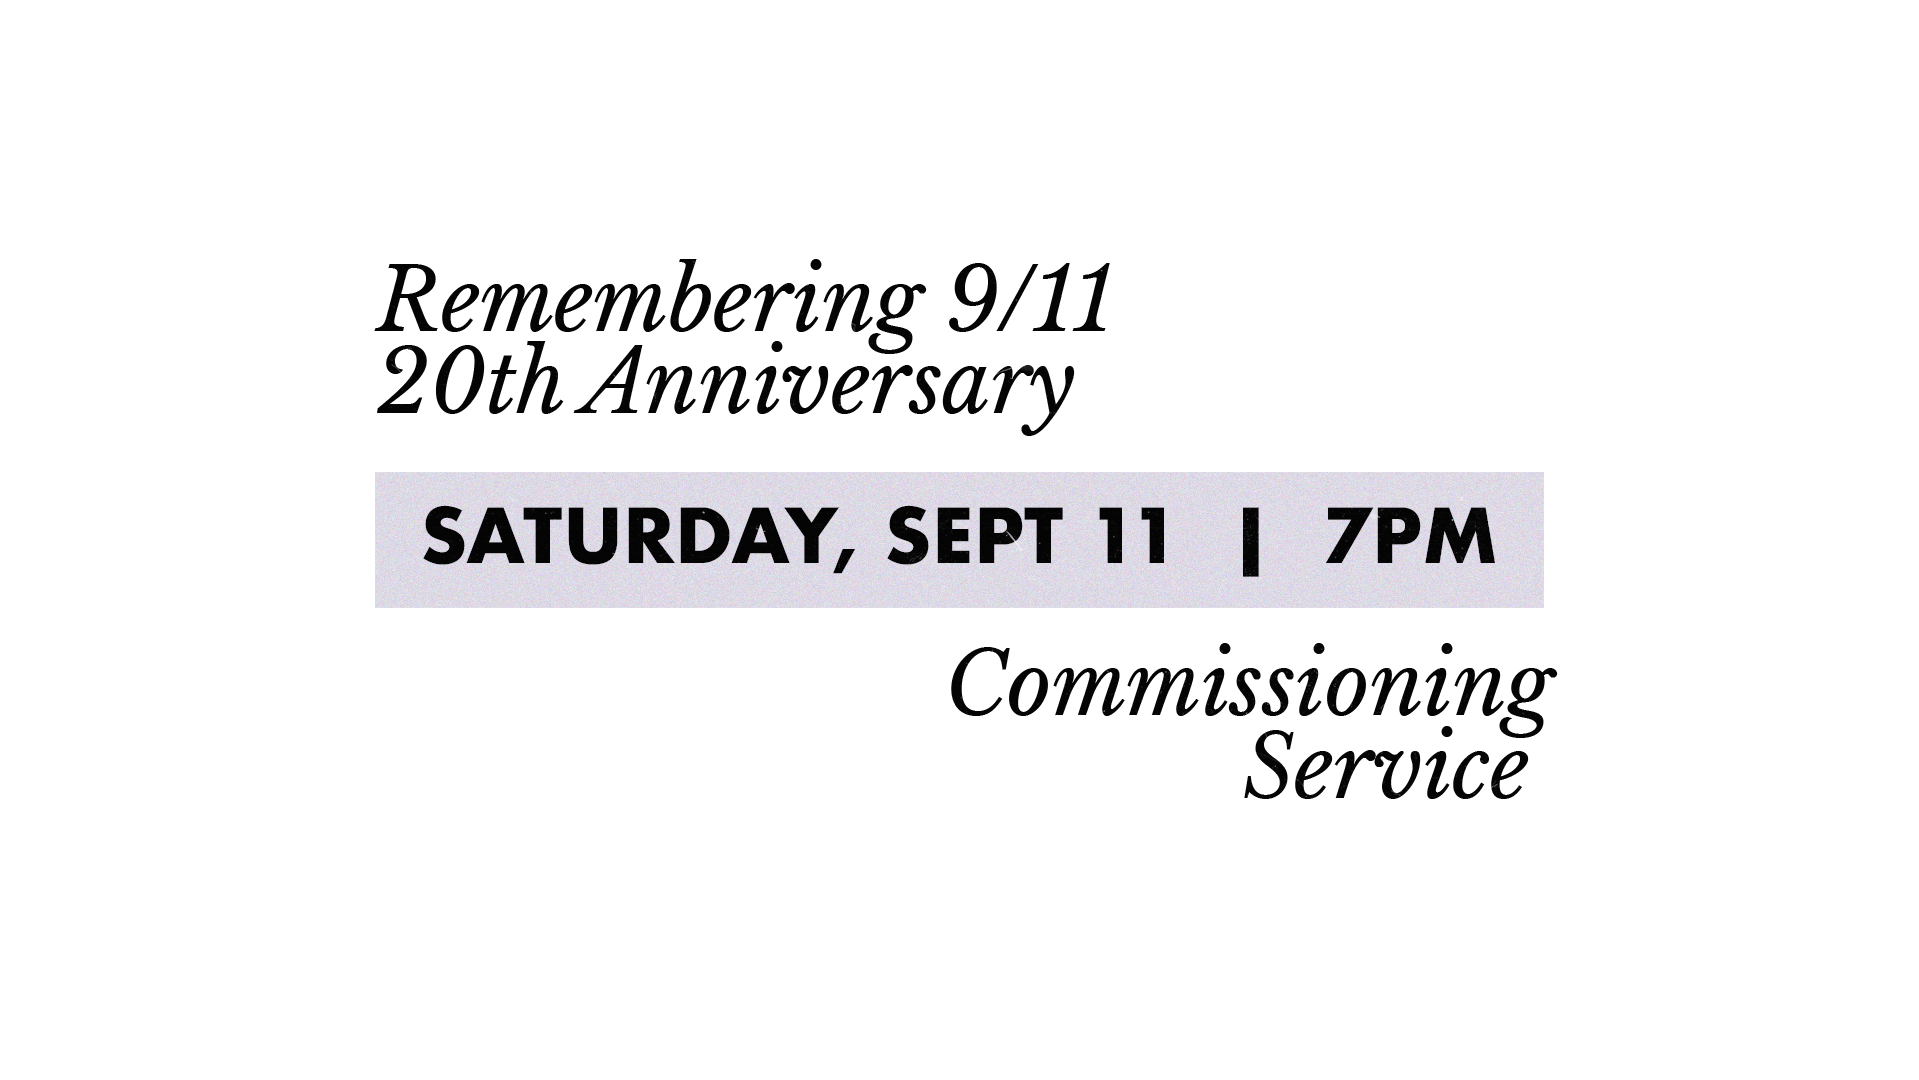 Remembering 9/11
20th Anniversary
SATURDAY, SEPT 11 | 7PM
Commissioning
Service